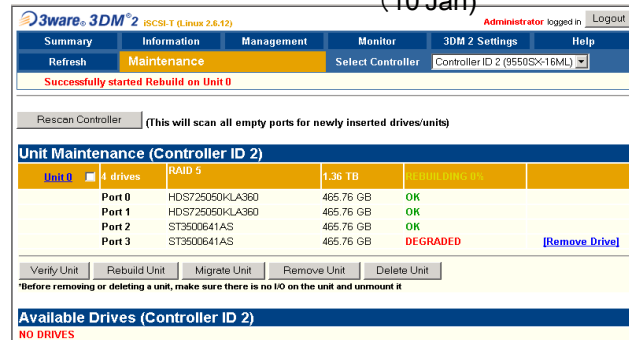 (10 Jan)
3ware® 3DM®2 iSCSI-T (Linux 2.6.12)
Administrator logged in Logout
Summary Information Management Monitor 3DM 2 Settings Help
Refresh Maintenance Select Controller Controller ID 2 (9550SX-16ML)
Successfully started Rebuild on Unit 0
Rescan Controller (This will scan all empty ports for newly inserted drives/units)
Unit Maintenance (Controller ID 2)
Unit 0 4 drives RAID 5 1.36 TB REBUILDING 0%
Port 0 HDS725050KLA360 465.76 GB OK
Port 1 HDS725050KLA360 465.76 GB OK
Port 2 ST3500641AS 465.76 GB OK
Port 3 ST3500641AS 465.76 GB DEGRADED [Remove Drive]
Verify Unit Rebuild Unit Migrate Unit Remove Unit Delete Unit
*Before removing or deleting a unit, make sure there is no I/O on the unit and unmount it
Available Drives (Controller ID 2)
NO DRIVES